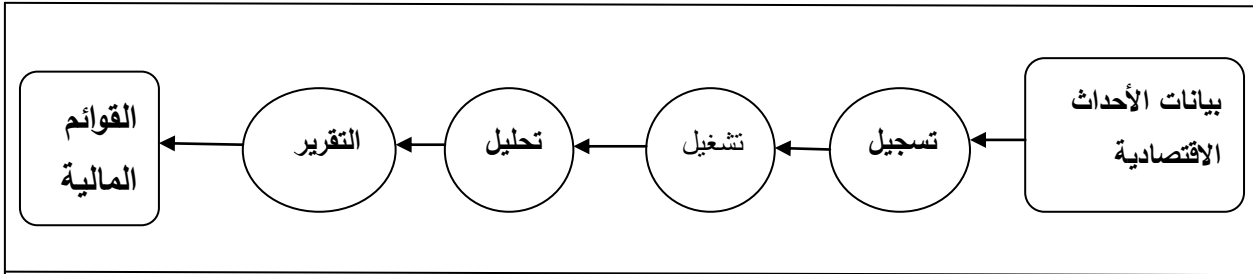 بيانات الأحداث
الاقتصادية
تسجيل
تشغيل
تحليل
التقرير
القوائم
المالية